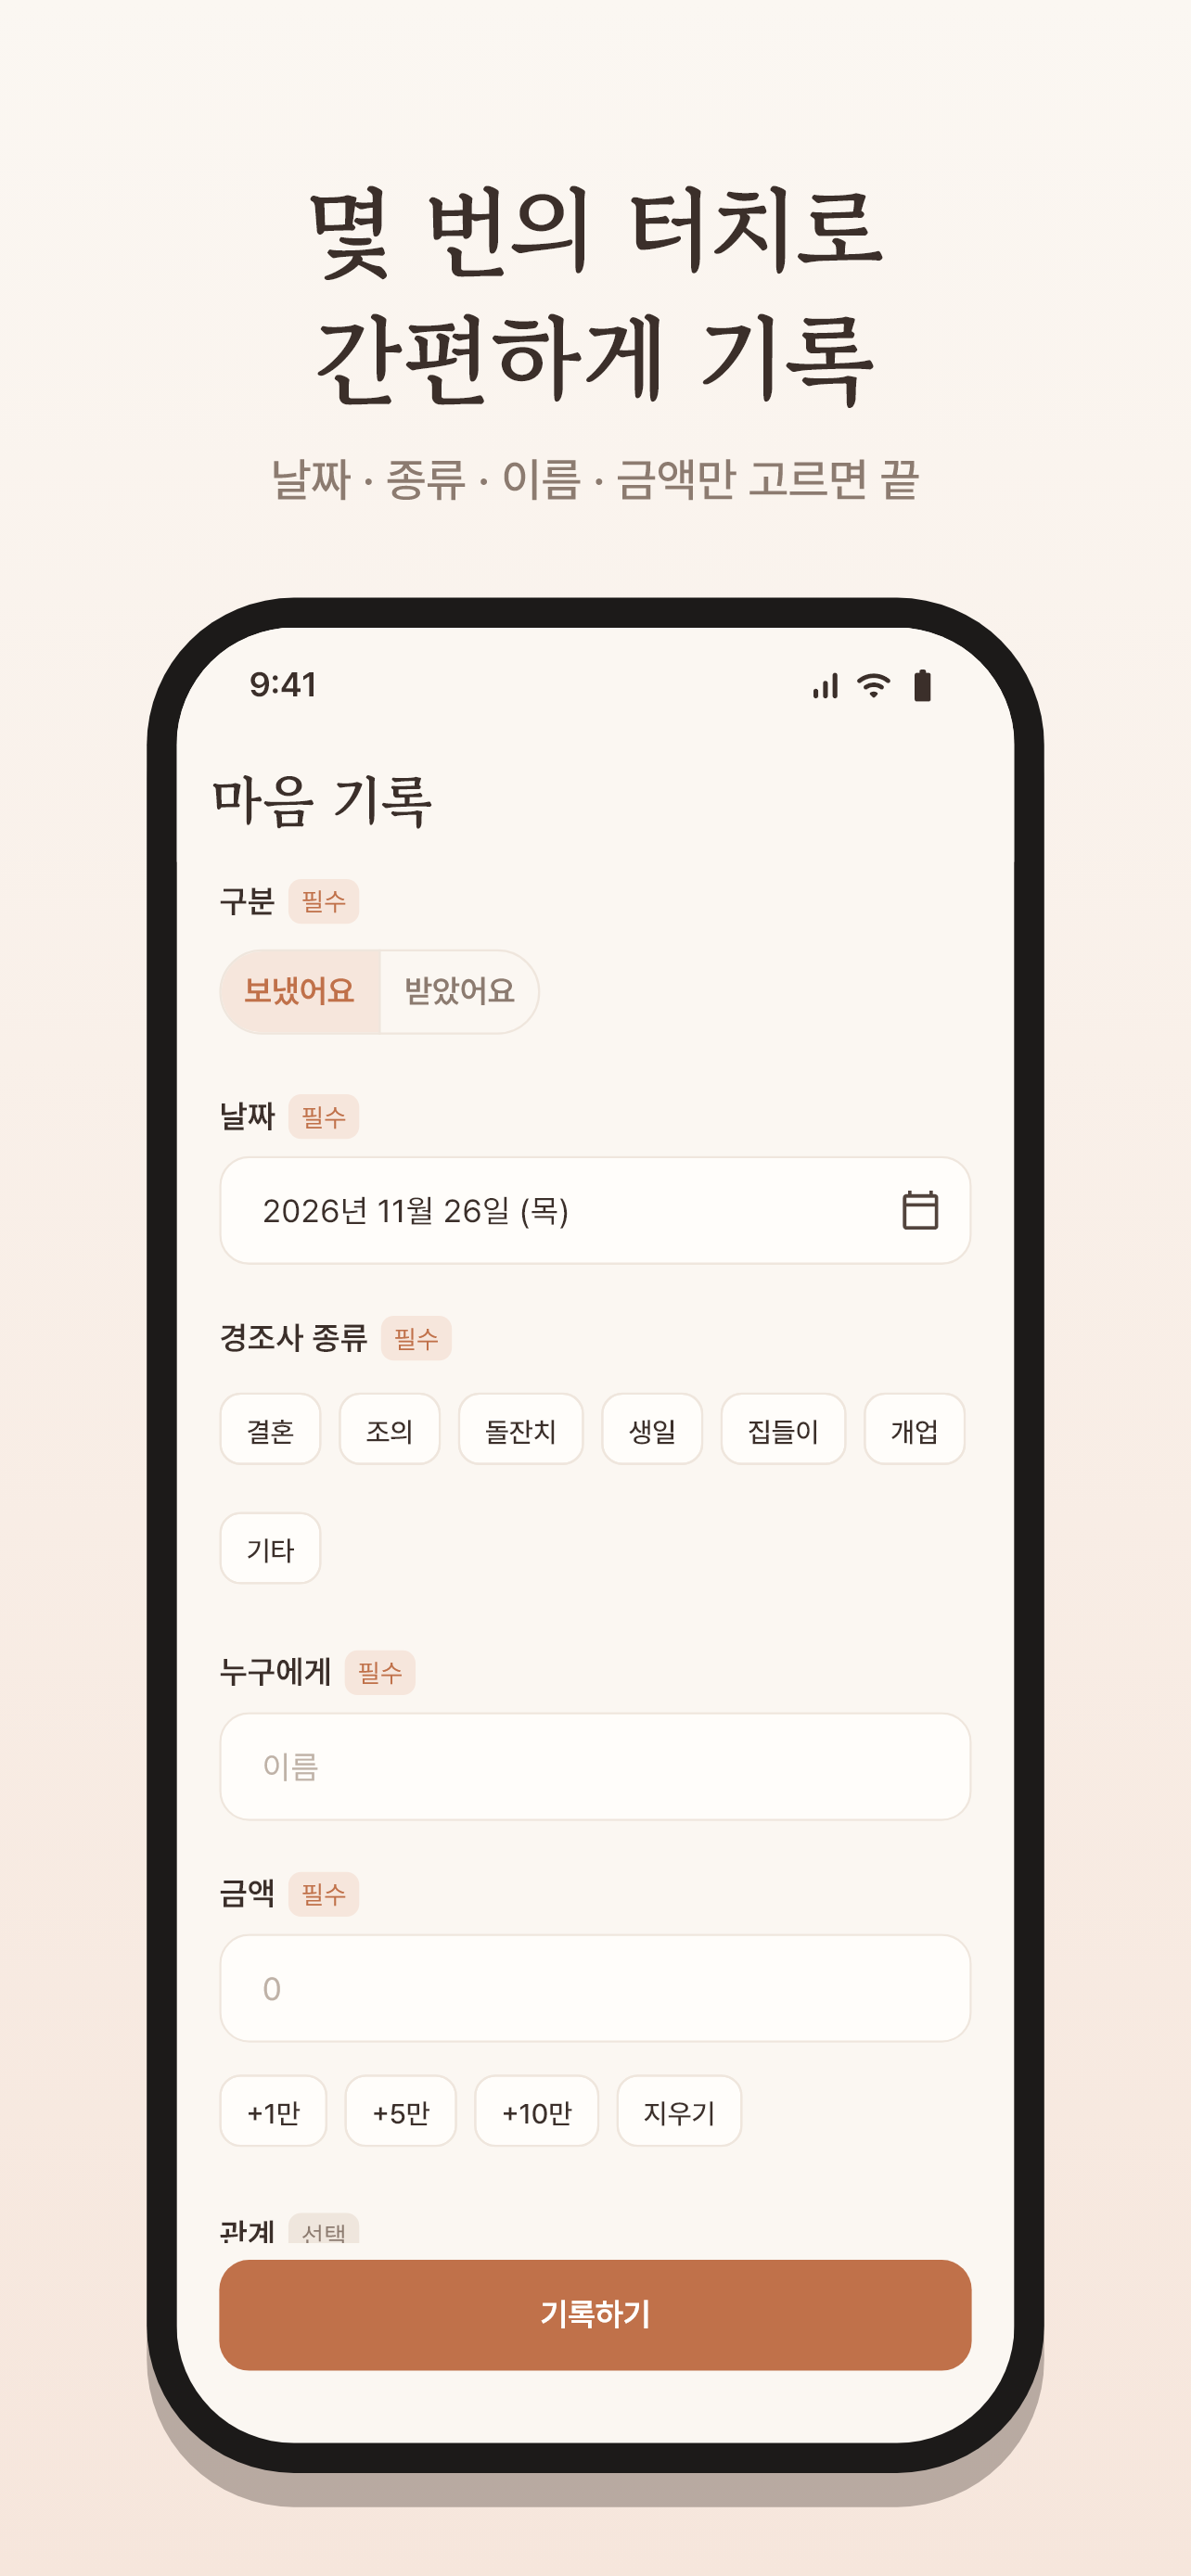 몇 번의 터치로
간편하게 기록
날짜 · 종류 · 이름 · 금액만 고르면 끝
9:41
마음 기록
구분 필수
보냈어요 받았어요
날짜 필수
2026년 11월 26일 (목)
경조사 종류 필수
결혼 조의 돌잔치 생일 집들이 개업
기타
누구에게 필수
이름
금액 필수
0
+1만 +5만 +10만 지우기
관계 선택
기록하기